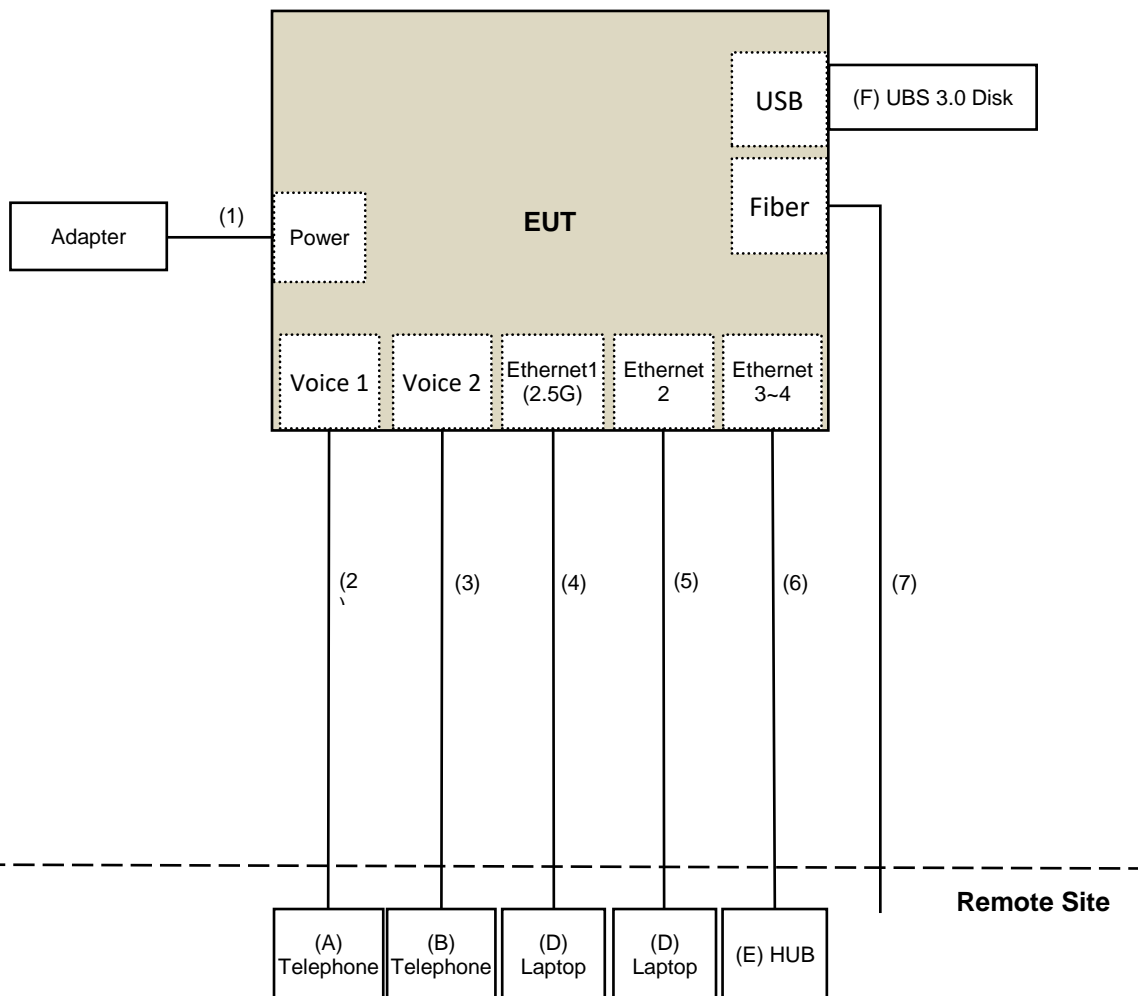 USB
(F) UBS 3.0 Disk
Fiber
EUT
(1)
Adapter
Power
Voice 1
Voice 2
Ethernet1
(2.5G)
Ethernet
2
Ethernet
3~4
(2
)
(3)
(4)
(5)
(6)
(7)
Remote Site
(A)
Telephone
(B)
Telephone
(D)
Laptop
(D)
Laptop
(E) HUB